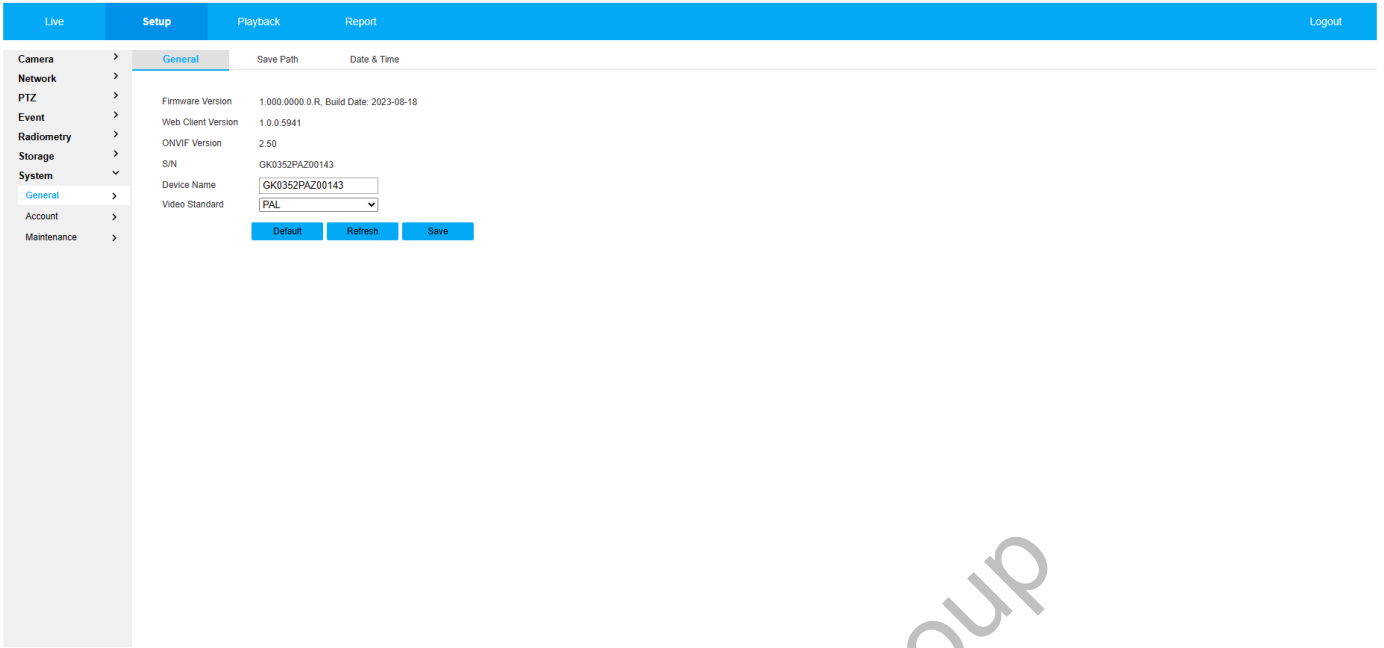 Live Setup Playback Report Logout
Camera
Network
PTZ
Event
Radiometry
Storage
System
General
Account
Maintenance
General Save Path Date & Time
Firmware Version 1.000.0000.0.R, Build Date: 2023-08-18
Web Client Version 1.0.0.5941
ONVIF Version 2.50
S/N GK0352PAZ00143
Device Name GK0352PAZ00143
Video Standard PAL
Default Refresh Save